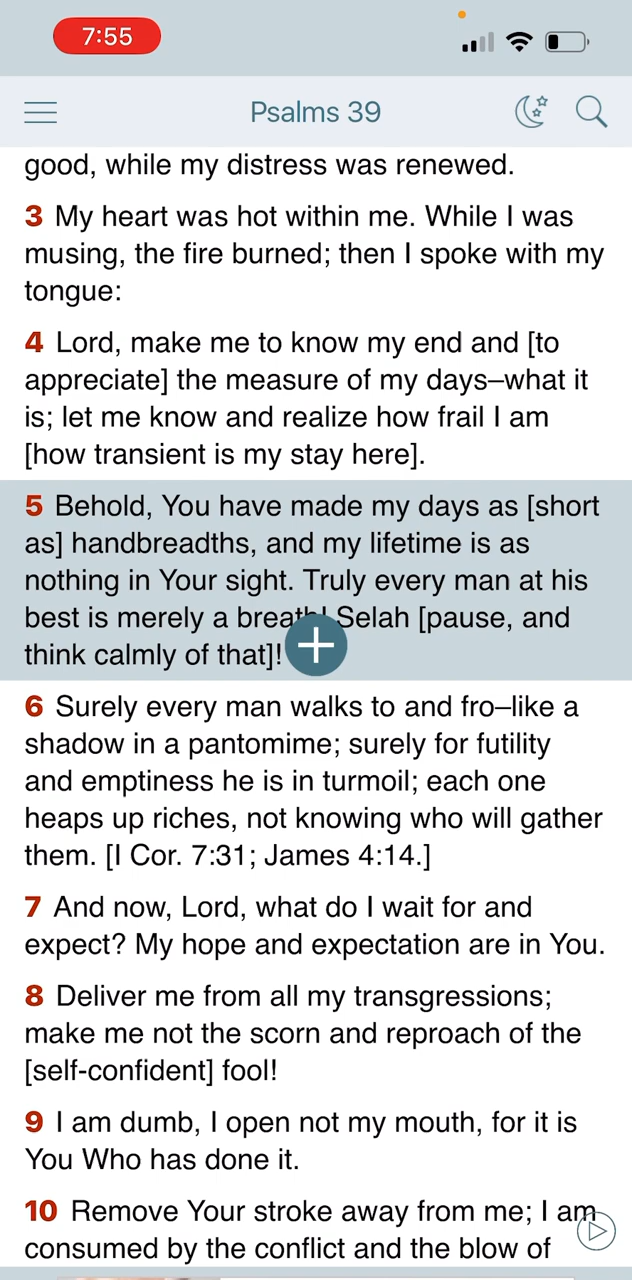 7:55
Psalms 39
good, while my distress was renewed.
3 My heart was hot within me. While I was
musing, the fire burned; then I spoke with my
tongue:
4 Lord, make me to know my end and [to
appreciate] the measure of my days–what it
is; let me know and realize how frail I am
[how transient is my stay here].
5 Behold, You have made my days as [short
as] handbreadths, and my lifetime is as
nothing in Your sight. Truly every man at his
best is merely a breath! Selah [pause, and
think calmly of that]!
6 Surely every man walks to and fro–like a
shadow in a pantomime; surely for futility
and emptiness he is in turmoil; each one
heaps up riches, not knowing who will gather
them. [I Cor. 7:31; James 4:14.]
7 And now, Lord, what do I wait for and
expect? My hope and expectation are in You.
8 Deliver me from all my transgressions;
make me not the scorn and reproach of the
[self-confident] fool!
9 I am dumb, I open not my mouth, for it is
You Who has done it.
10 Remove Your stroke away from me; I am
consumed by the conflict and the blow of